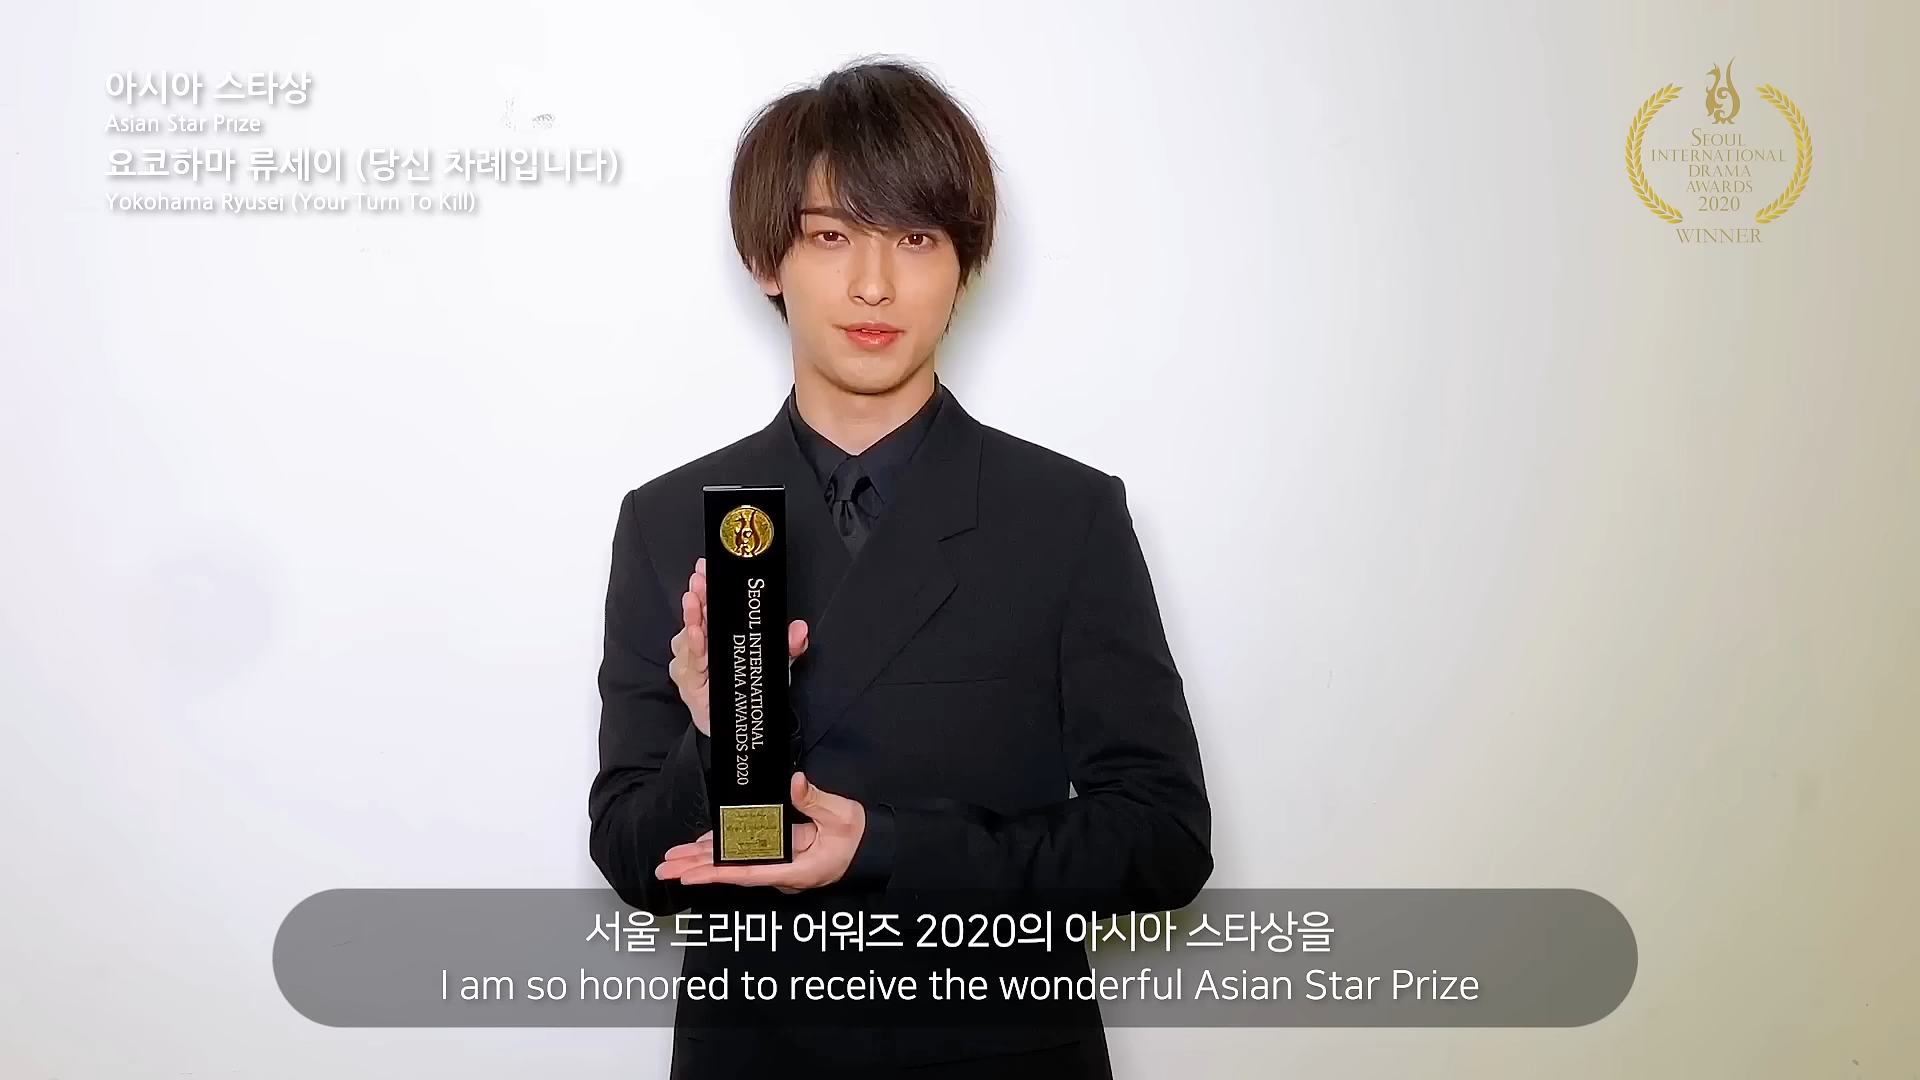 아시아 스타상
Asian Star Prize
요코하마 류세이 (당신 차례입니다)
Yokohama Ryusei (Your Turn To Kill)
SEOUL
INTERNATIONAL
DRAMA
AWARDS
2020
WINNER
SEOUL INTERNATIONAL
DRAMA AWARDS 2020
서울 드라마 어워즈 2020의 아시아 스타상을
I am so honored to receive the wonderful Asian Star Prize